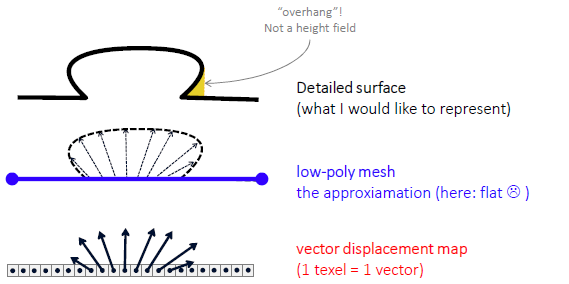 “overhang”!
Not a height field
Detailed surface
(what I would like to represent)
low-poly mesh
the approxiamation (here: flat ☹ )
vector displacement map
(1 texel = 1 vector)